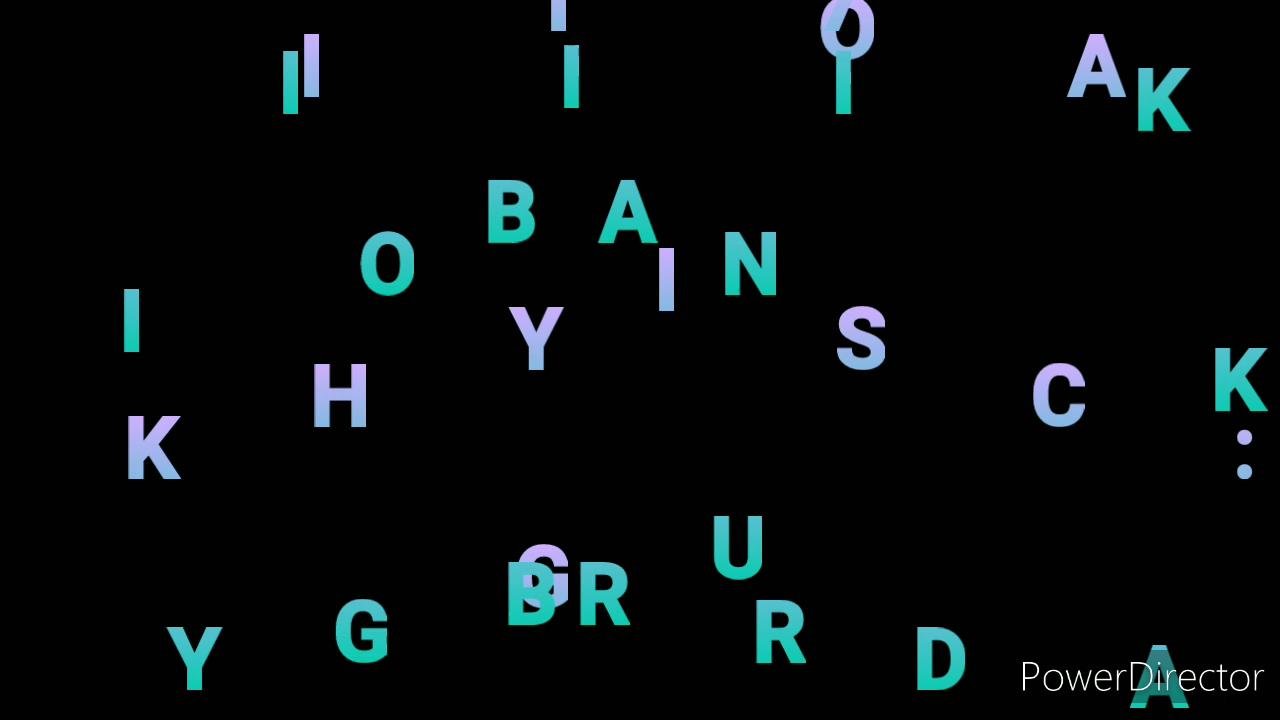 I I I I O I A K
B A
O I N
I Y S
H C K
K :
G U
B R
Y G R D A
PowerDirector